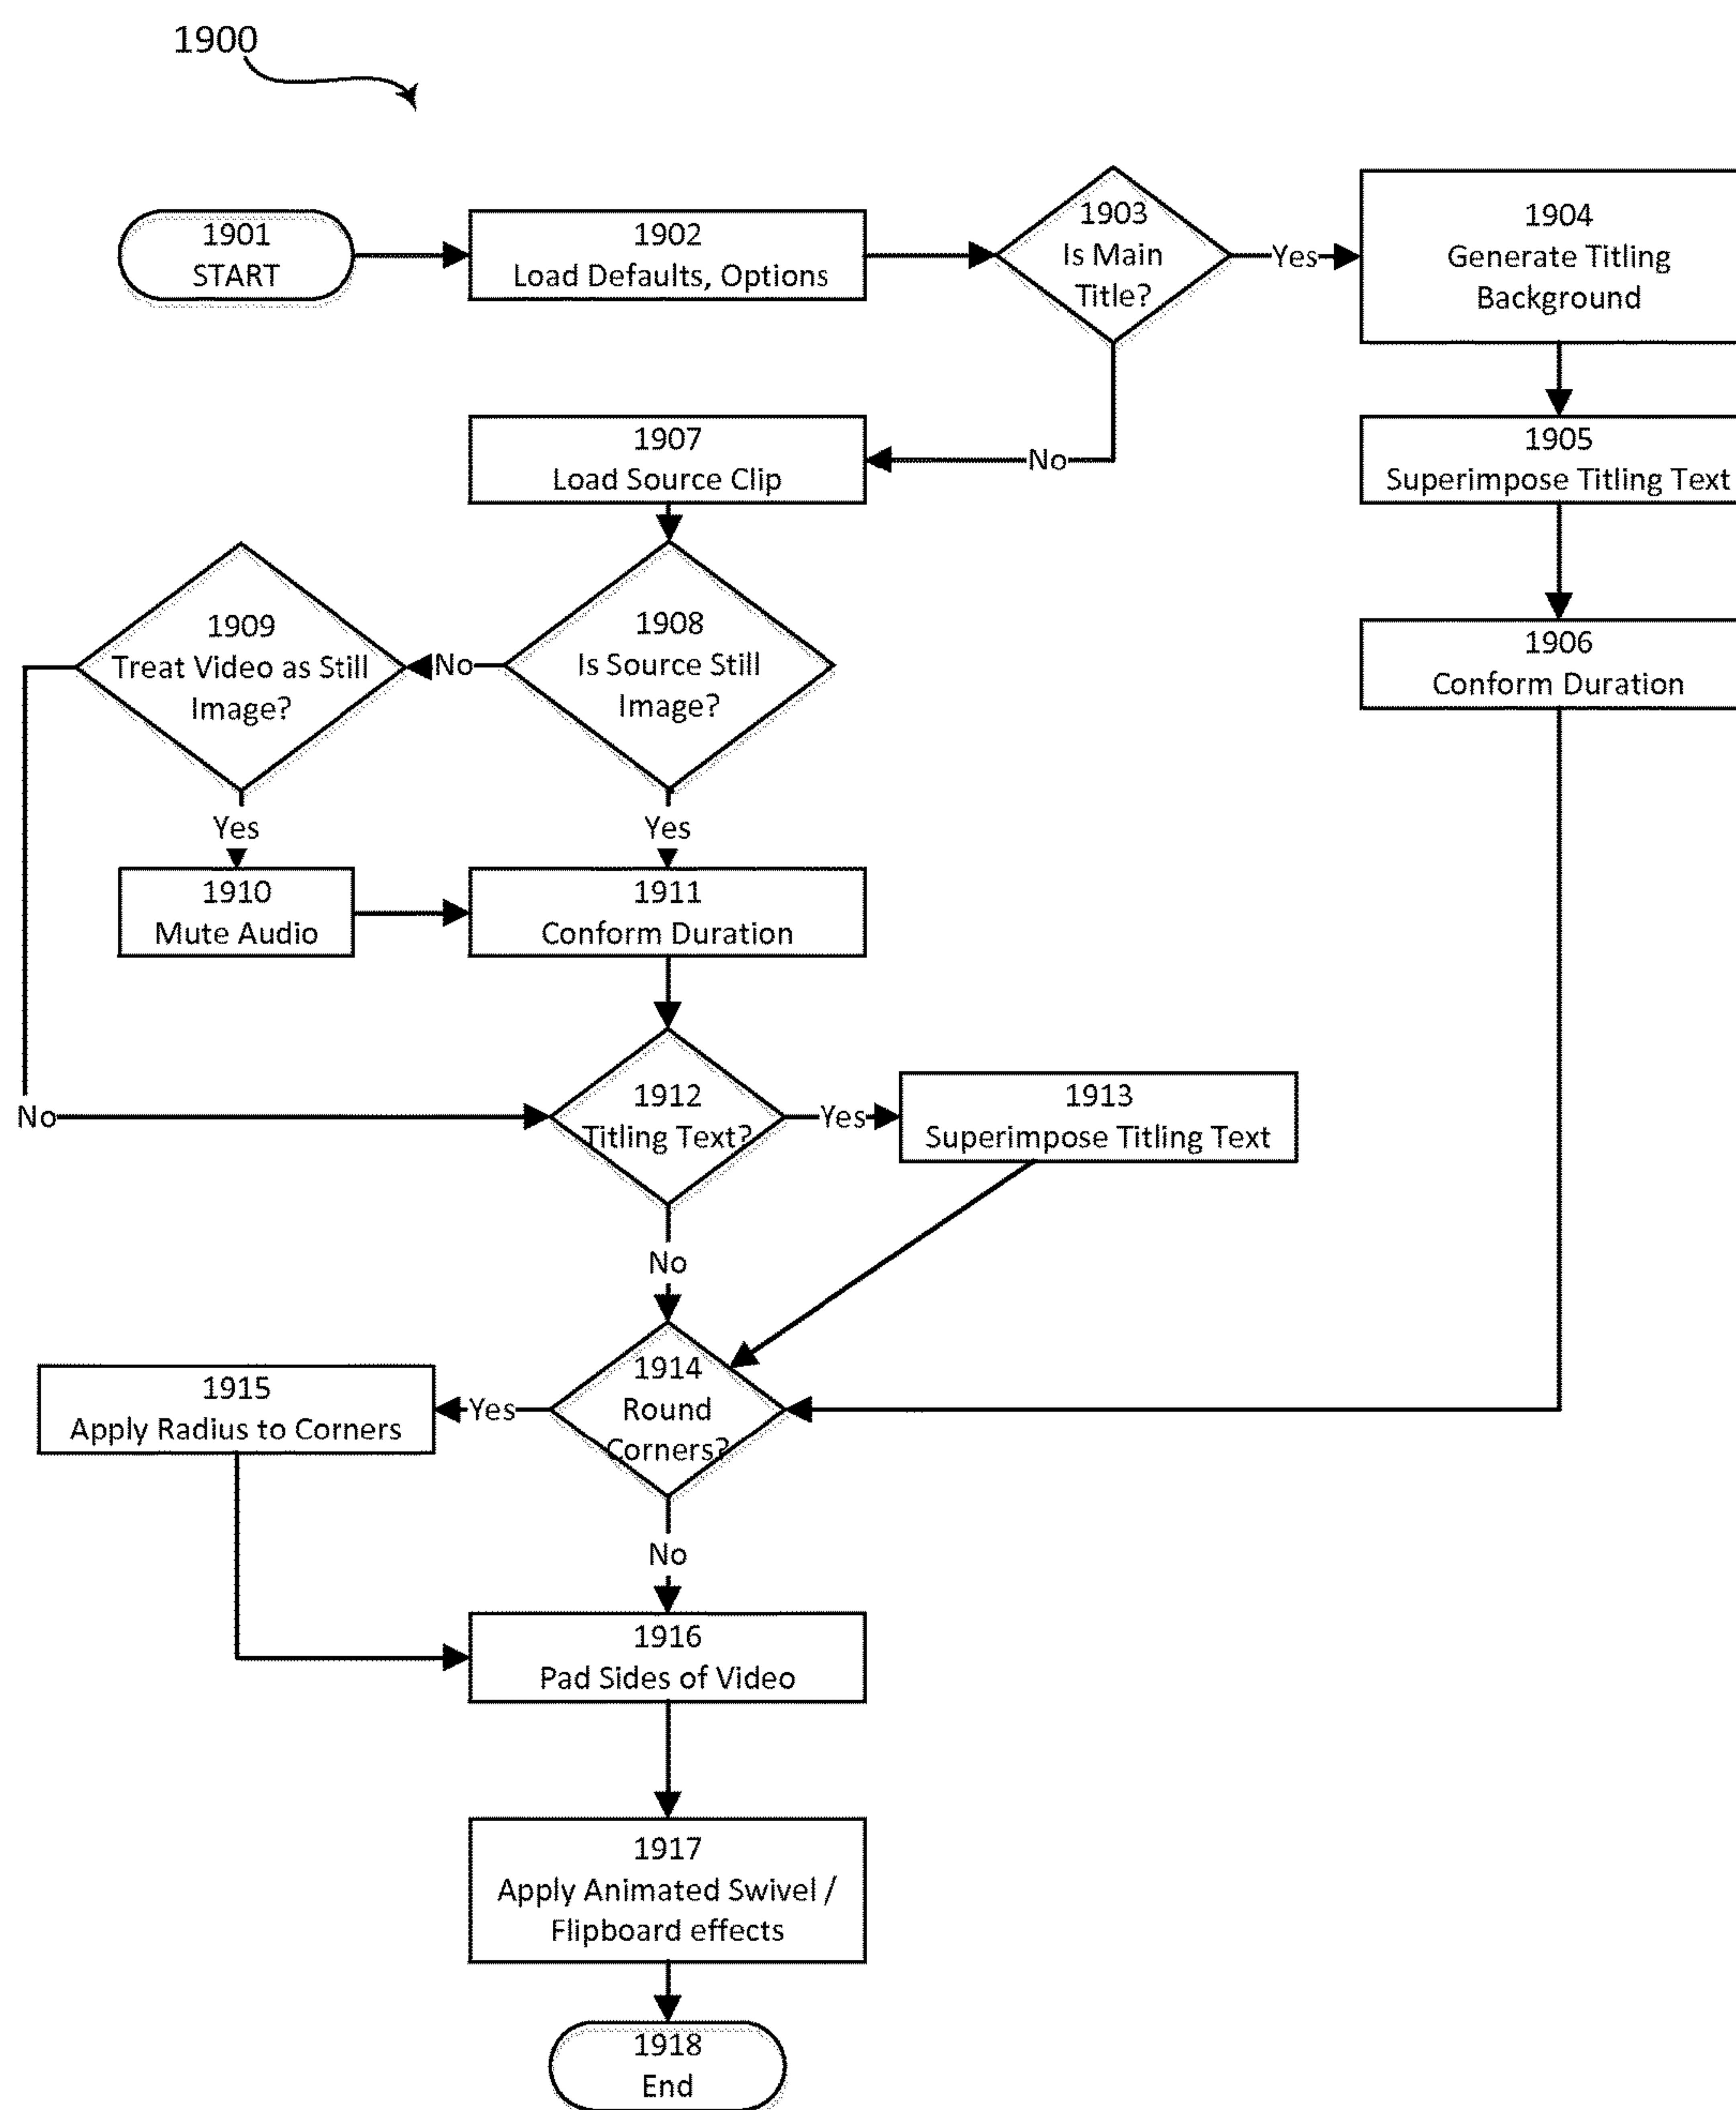 1900
1901
START
1902
Load Defaults, Options
1903
Is Main
Title?
Yes
1904
Generate Titling
Background
No
1907
Load Source Clip
1905
Superimpose Titling Text
1909
Treat Video as Still
Image?
No
1908
Is Source Still
Image?
1906
Conform Duration
Yes
Yes
1910
Mute Audio
1911
Conform Duration
No
1912
Titling Text?
Yes
1913
Superimpose Titling Text
No
1915
Apply Radius to Corners
Yes
1914
Round
Corners?
No
1916
Pad Sides of Video
1917
Apply Animated Swivel /
Flipboard effects
1918
End